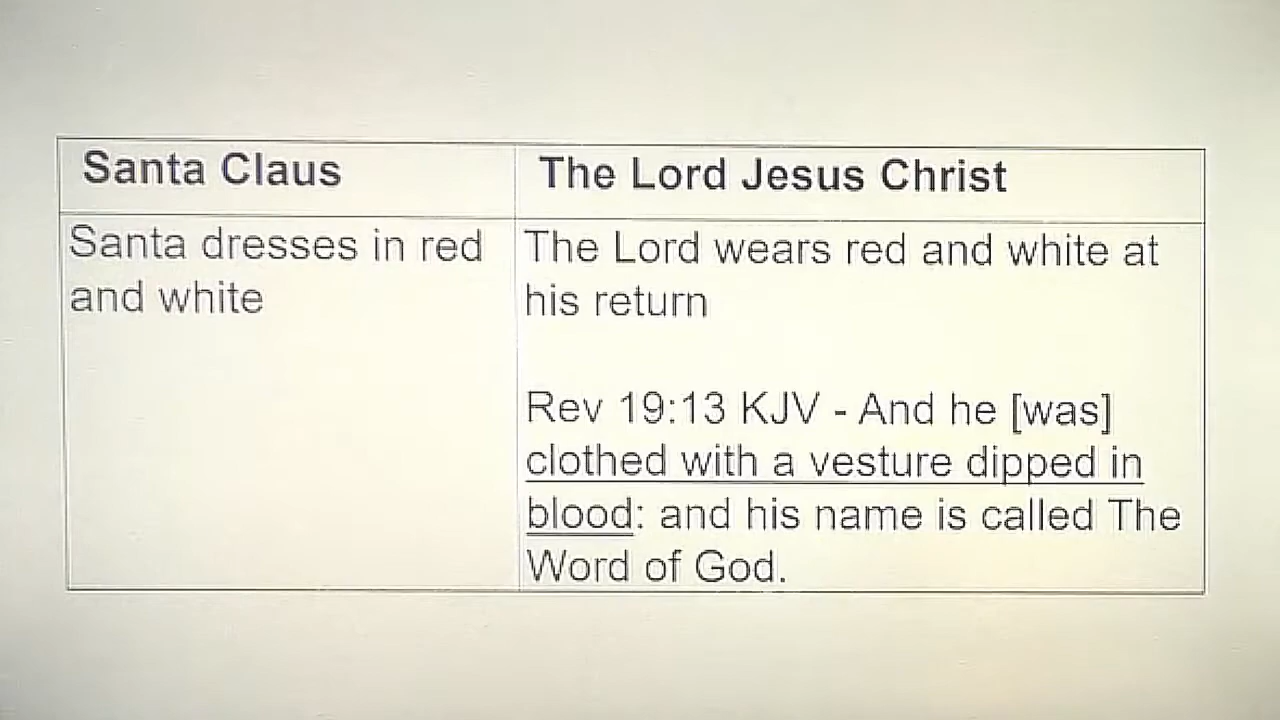 Santa Claus
The Lord Jesus Christ
Santa dresses in red
and white
The Lord wears red and white at
his return
Rev 19:13 KJV - And he [was]
clothed with a vesture dipped in
blood: and his name is called The
Word of God.